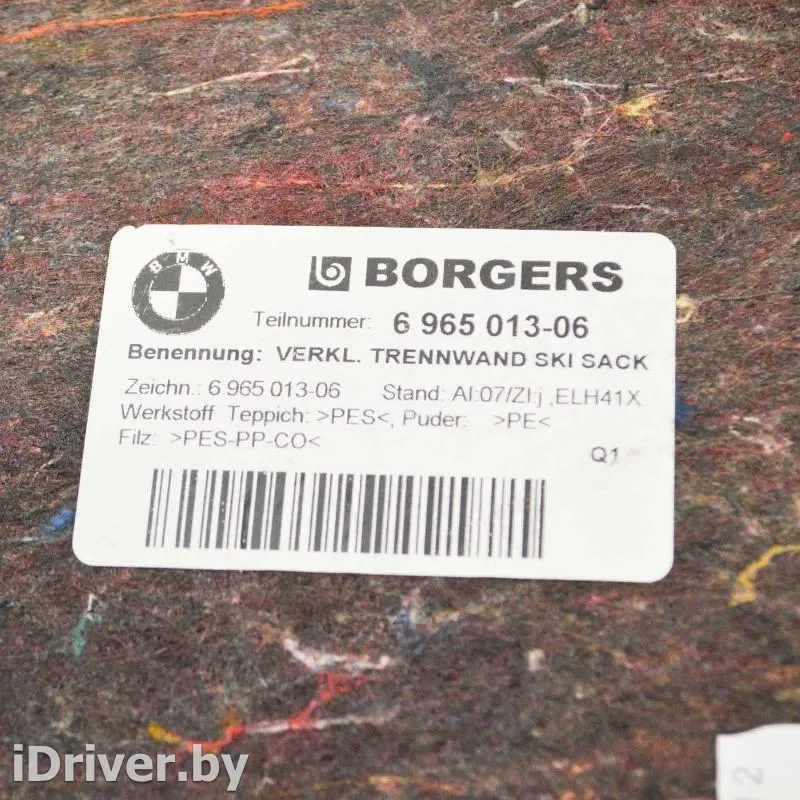 BMW
BORGERS
Teilnummer: 6 965 013-06
Benennung: VERKL. TRENNWAND SKI SACK
Zeichn.: 6 965 013-06 Stand: AI:07/ZI:j ,ELH41X
Werkstoff Teppich: >PES<, Puder: >PE<
Filz: >PES-PP-CO<
Q1
12
iDriver.by